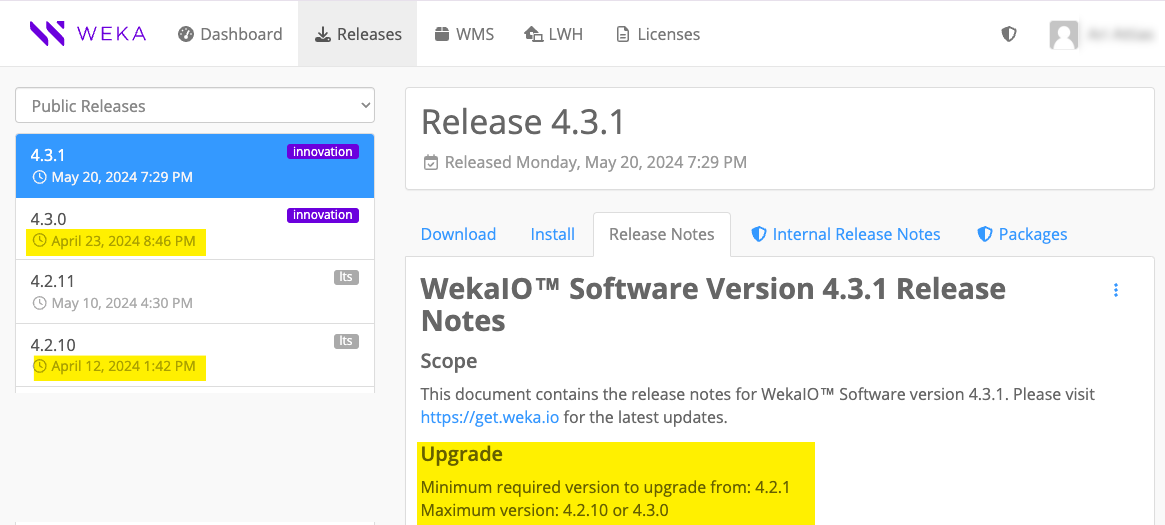 WEKA
Dashboard
Releases
WMS
LWH
Licenses
Public Releases
4.3.1
innovation
May 20, 2024 7:29 PM
4.3.0
innovation
April 23, 2024 8:46 PM
4.2.11
lts
May 10, 2024 4:30 PM
4.2.10
lts
April 12, 2024 1:42 PM
Release 4.3.1
Released Monday, May 20, 2024 7:29 PM
Download
Install
Release Notes
Internal Release Notes
Packages
WekaIO™ Software Version 4.3.1 Release
Notes
Scope
This document contains the release notes for WekaIO™ Software version 4.3.1. Please visit
https://get.weka.io for the latest updates.
Upgrade
Minimum required version to upgrade from: 4.2.1
Maximum version: 4.2.10 or 4.3.0